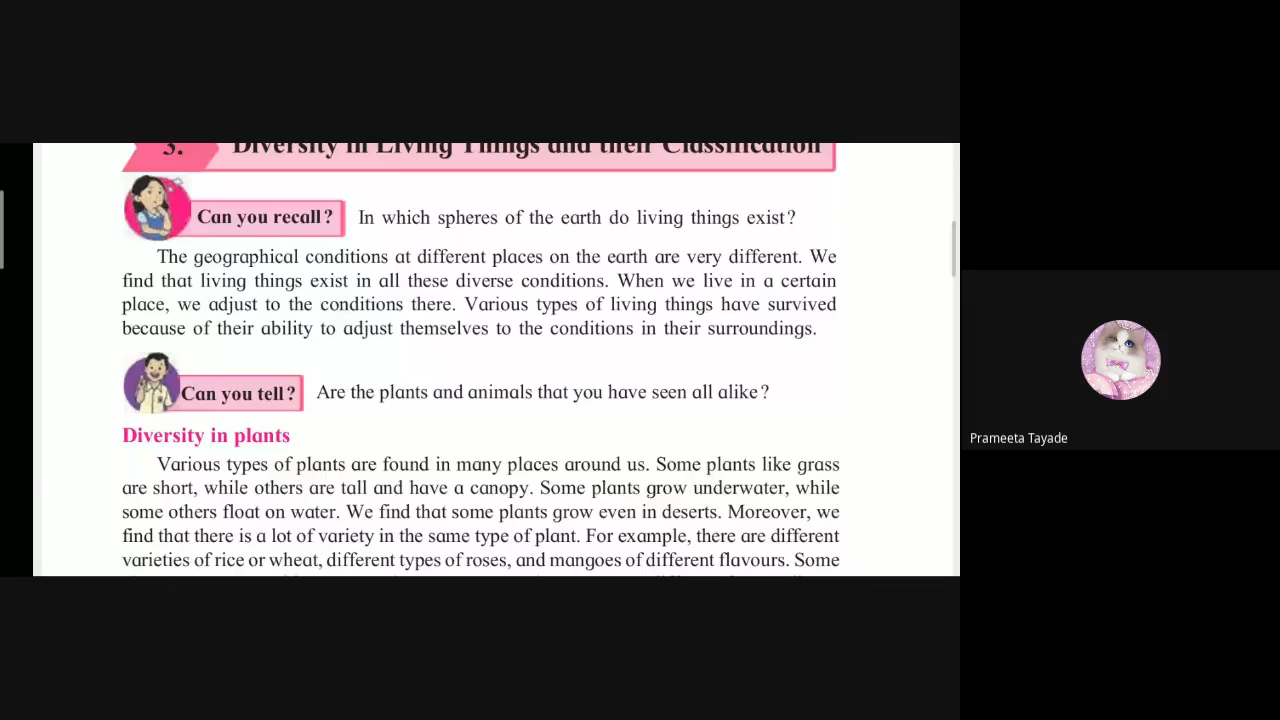 3. Diversity in Living Things and their Classification
Can you recall? In which spheres of the earth do living things exist?
The geographical conditions at different places on the earth are very different. We
find that living things exist in all these diverse conditions. When we live in a certain
place, we adjust to the conditions there. Various types of living things have survived
because of their ability to adjust themselves to the conditions in their surroundings.
Can you tell? Are the plants and animals that you have seen all alike?
Diversity in plants
Various types of plants are found in many places around us. Some plants like grass
are short, while others are tall and have a canopy. Some plants grow underwater, while
some others float on water. We find that some plants grow even in deserts. Moreover, we
find that there is a lot of variety in the same type of plant. For example, there are different
varieties of rice or wheat, different types of roses, and mangoes of different flavours. Some
Prameeta Tayade